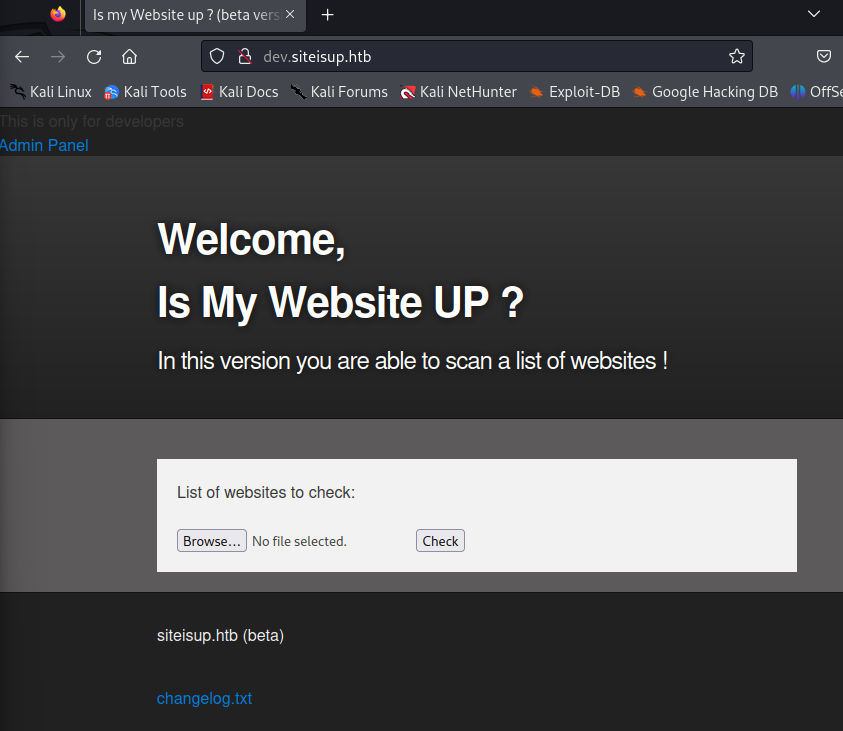 Is my Website up ? (beta vers
dev.siteisup.htb
Kali Linux Kali Tools Kali Docs Kali Forums Kali NetHunter Exploit-DB Google Hacking DB OffSe
This is only for developers
Admin Panel
Welcome,
Is My Website UP ?
In this version you are able to scan a list of websites !
List of websites to check:
Browse... No file selected. Check
siteisup.htb (beta)
changelog.txt